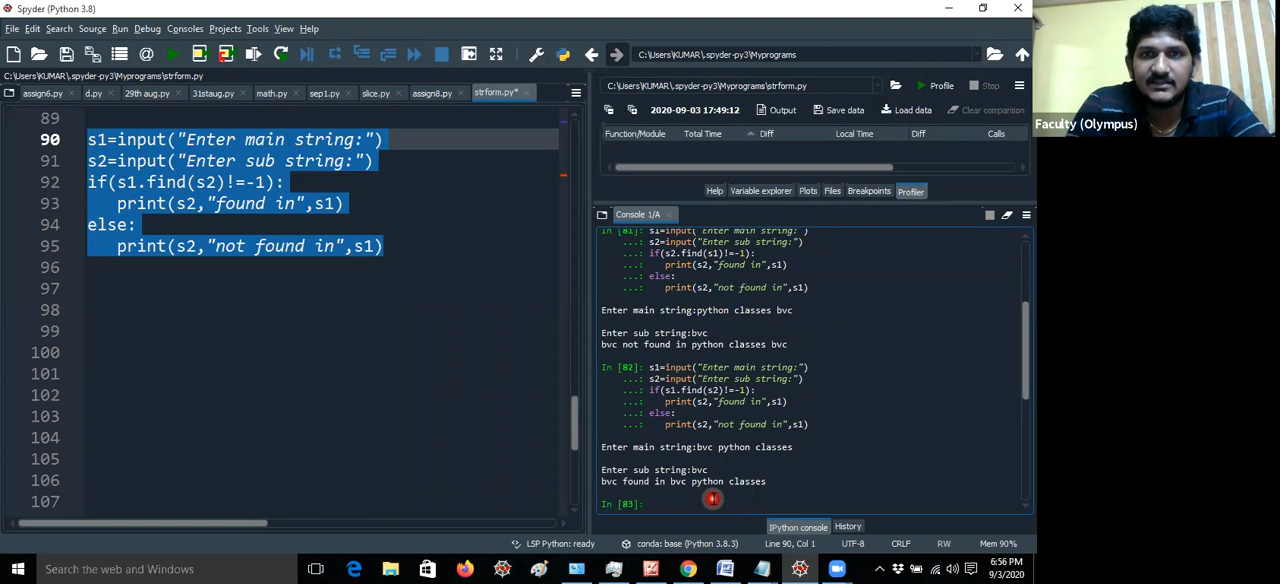 Spyder (Python 3.8)
File Edit Search Source Run Debug Consoles Projects Tools View Help
C:\Users\KUMAR\.spyder-py3\Myprograms
C:\Users\KUMAR\.spyder-py3\Myprograms\strform.py
assign6.py d.py 29th aug.py 31staug.py math.py sep1.py slice.py assign8.py strform.py*
89
90 s1=input("Enter main string:")
91 s2=input("Enter sub string:")
92 if(s1.find(s2)!=-1):
93 print(s2,"found in",s1)
94 else:
95 print(s2,"not found in",s1)
96
97
98
99
100
101
102
103
104
105
106
107
C:\Users\KUMAR\.spyder-py3\Myprograms\strform.py Profile Stop
2020-09-03 17:49:12 Output Save data Load data Clear comparison
Function/Module Total Time Diff Local Time Diff Calls
Help Variable explorer Plots Files Breakpoints Profiler
Console 1/A
In [81]: s1=input("Enter main string:")
...: s2=input("Enter sub string:")
...: if(s2.find(s1)!=-1):
...: print(s2,"found in",s1)
...: else:
...: print(s2,"not found in",s1)
Enter main string:python classes bvc
Enter sub string:bvc
bvc not found in python classes bvc
In [82]: s1=input("Enter main string:")
...: s2=input("Enter sub string:")
...: if(s1.find(s2)!=-1):
...: print(s2,"found in",s1)
...: else:
...: print(s2,"not found in",s1)
Enter main string:bvc python classes
Enter sub string:bvc
bvc found in bvc python classes
In [83]:
IPython console History
LSP Python: ready conda: base (Python 3.8.3) Line 90, Col 1 UTF-8 CRLF RW Mem 90%
Search the web and Windows
6:56 PM
9/3/2020
Faculty (Olympus)